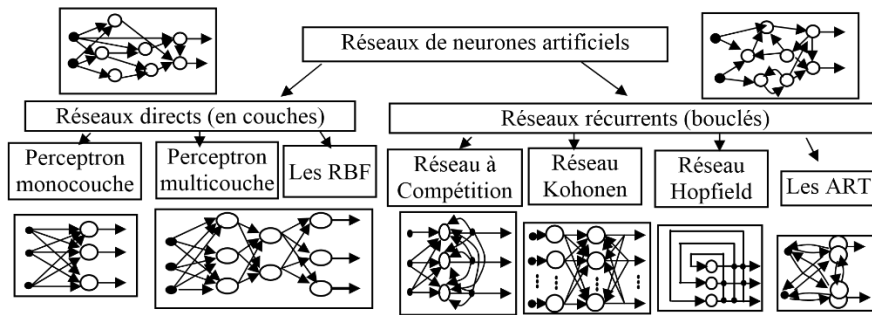 Réseaux de neurones artificiels
Réseaux directs (en couches)
Réseaux récurrents (bouclés)
Perceptron
monocouche
Perceptron
multicouche
Les RBF
Réseau à
Compétition
Réseau
Kohonen
Réseau
Hopfield
Les ART